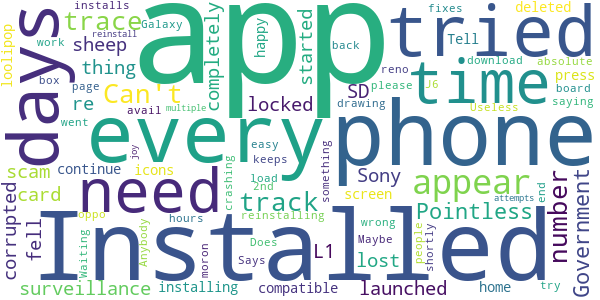 installs Galaxy app fixes deleted
days trace happy tried loollipop
work reinstall completely started back Tell download absolute
sheep
box page thing SD time press
re Can't locked please reno U6 board
went avail multiple drawing Useless saying
every phone
joy easy keeps
scam continue icons need crashing load 2nd something Sony appear attempts
card screen
corrupted fell oppo track wrong Pointless number Government
hours reinstalling Maybe people end
Installed
Waiting Anybody moron Does L1 lost shortly
surveillance installing Says compatible launched home try